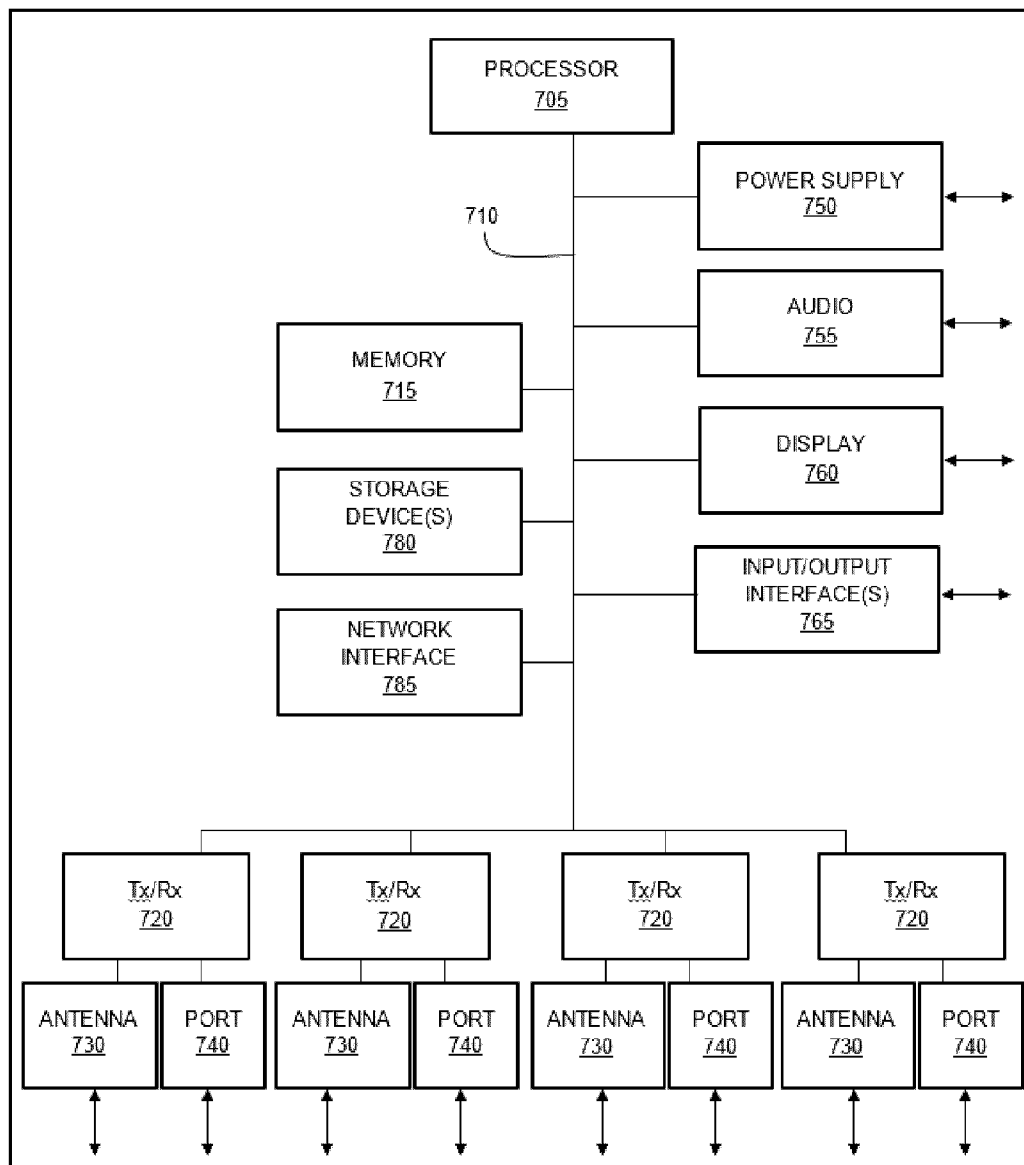 PROCESSOR
705
POWER SUPPLY
750
710
AUDIO
755
MEMORY
715
DISPLAY
760
STORAGE
DEVICE(S)
780
INPUT/OUTPUT
INTERFACE(S)
765
NETWORK
INTERFACE
785
Tx/Rx
720
Tx/Rx
720
Tx/Rx
720
Tx/Rx
720
ANTENNA
730
PORT
740
ANTENNA
730
PORT
740
ANTENNA
730
PORT
740
ANTENNA
730
PORT
740